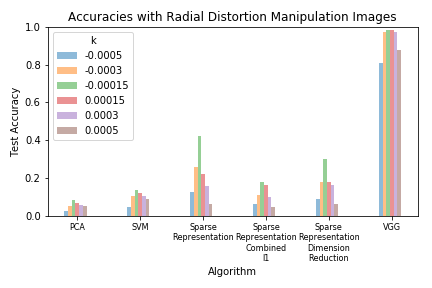 Accuracies with Radial Distortion Manipulation Images
k
-0.0005
-0.0003
-0.00015
0.00015
0.0003
0.0005
Test Accuracy
1.0
0.8
0.6
0.4
0.2
0.0
PCA
SVM
Sparse
Representation
Sparse
Representation
Combined
l1
Sparse
Representation
Dimension
Reduction
VGG
Algorithm